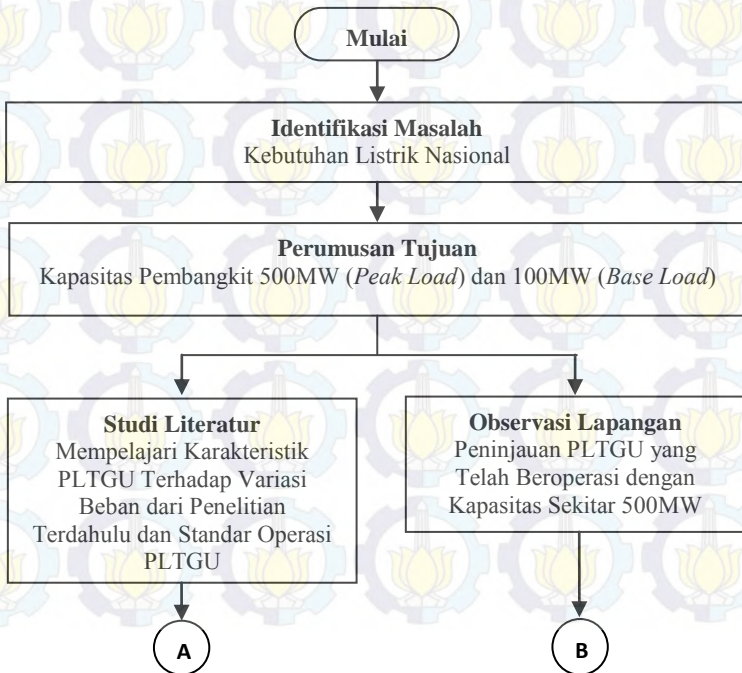 Mulai
Identifikasi Masalah
Kebutuhan Listrik Nasional
Perumusan Tujuan
Kapasitas Pembangkit 500MW (Peak Load) dan 100MW (Base Load)
Studi Literatur
Mempelajari Karakteristik
PLTGU Terhadap Variasi
Beban dari Penelitian
Terdahulu dan Standar Operasi
PLTGU
Observasi Lapangan
Peninjauan PLTGU yang
Telah Beroperasi dengan
Kapasitas Sekitar 500MW
A
B